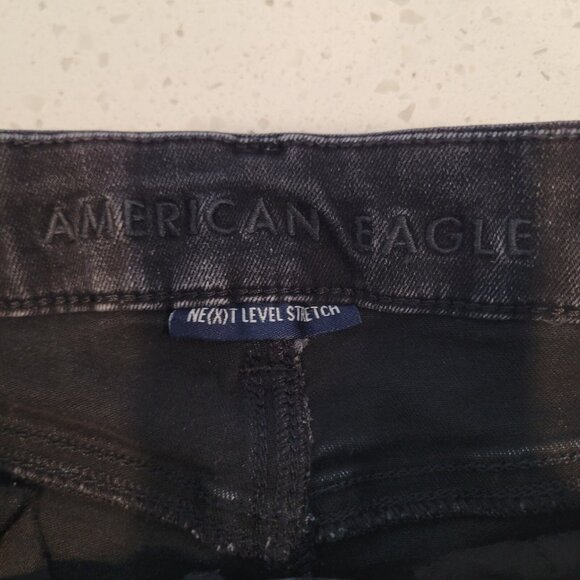 AMERICAN EAGLE
NE(X)T LEVEL STRETCH